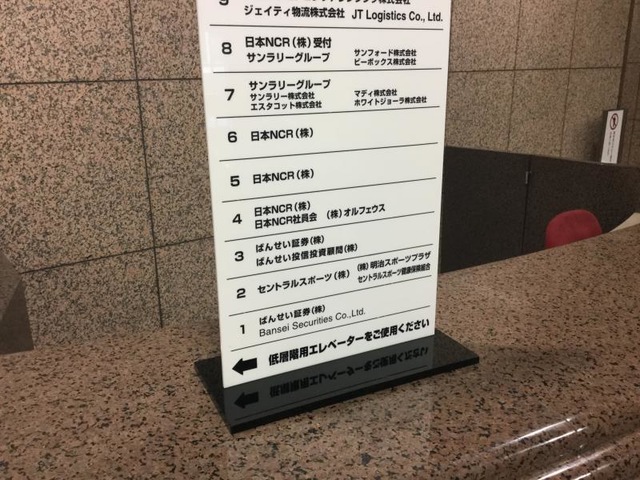 9
ジェイティ物流株式会社 JT Logistics Co., Ltd.
8 日本NCR(株)受付
サンラリーグループ サンフォード株式会社
ビーボックス株式会社
7 サンラリーグループ
サンラリー株式会社 マディ株式会社
エスタコット株式会社 ホワイトジョーラ株式会社
6 日本NCR(株)
5 日本NCR(株)
4 日本NCR(株)
日本NCR社員会 (株)オルフェウス
3 ばんせい証券(株)
ばんせい投信投資顧問(株)
2 セントラルスポーツ(株) (株)明治スポーツプラザ
セントラルスポーツ健康保険組合
1 ばんせい証券(株)
Bansei Securities Co.,Ltd.
低層階用エレベーターをご使用ください